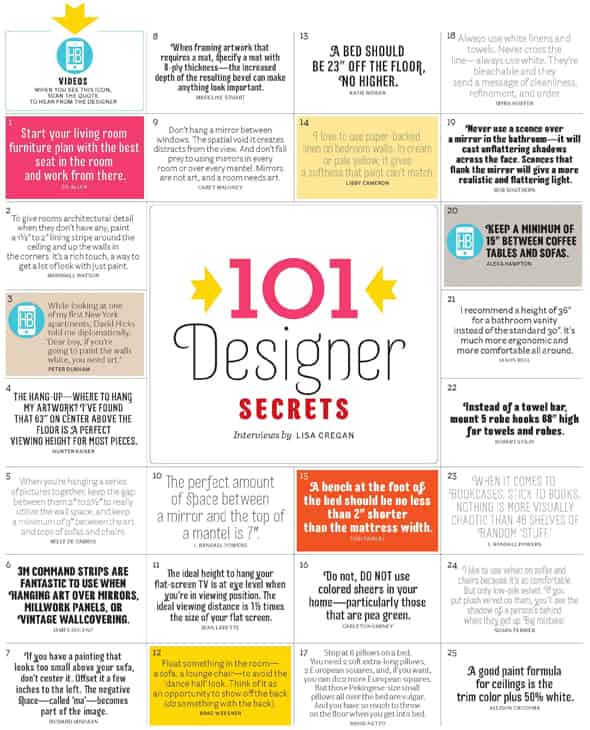 HB
VIDEOS
WHEN YOU SEE THIS ICON,
SCAN THE QUOTE
TO HEAR FROM THE DESIGNER
1
Start your living room
furniture plan with the best
seat in the room
and work from there.
2
To give rooms architectural detail
when they don't have any, paint
a 1½" to 2" lining stripe around the
ceiling and up the walls in
the corners. It's a rich touch, a way to
get a lot of look with just paint.
MARSHALL WATSON
3
HB
While looking at one
of my first New York
apartments, David Hicks
told me diplomatically,
'Dear boy, if you're
going to paint the walls
white, you need art.'
PETER DUNHAM
4
THE HANG-UP—WHERE TO HANG
MY ARTWORK? I'VE FOUND
THAT 63" ON CENTER ABOVE THE
FLOOR IS A PERFECT
VIEWING HEIGHT FOR MOST PIECES.
5
When you're hanging a series
of pictures together, keep the gap
between them 2" to 2½" to really
utilize the wall space, and keep
a minimum of 9" between the art
and tops of sofas and chairs.
6
3M COMMAND STRIPS ARE
FANTASTIC TO USE WHEN
HANGING ART OVER MIRRORS,
MILLWORK PANELS, OR
VINTAGE WALLCOVERING.
7
If you have a painting that
looks too small above your sofa,
don't center it. Offset it a few
inches to the left. The negative
space—called 'ma'—becomes
part of the image.
8
When framing artwork that
requires a mat, specify a mat with
8-ply thickness—the increased
depth of the resulting bevel can make
anything look important.
MADELINE STUART
9
Don't hang a mirror between
windows. The spatial void it creates
distracts from the view. And don't fall
prey to using mirrors in every
room or over every mantel. Mirrors
are not art, and a room needs art.
CAREY MALONEY
101
Designer
SECRETS
Interviews by LISA CREGAN
10
The perfect amount
of space between
a mirror and the top of
a mantel is 7".
J. RANDALL POWERS
11
The ideal height to hang your
flat-screen TV is at eye level when
you're in viewing position. The
ideal viewing distance is 1½ times
the size of your flat screen.
12
Float something in the room—
a sofa, a lounge chair—to avoid the
'dance hall' look. Think of it as
an opportunity to show off the back
(do something with the back).
BRAD WEESNER
13
A BED SHOULD
BE 23" OFF THE FLOOR,
NO HIGHER.
KATIE RIDDER
14
I love to use paper-backed
linen on bedroom walls. In cream
or pale yellow, it gives
a softness that paint can't match.
LIBBY CAMERON
15
A bench at the foot of
the bed should be no less
than 2" shorter
than the mattress width.
16
Do not, DO NOT use
colored sheers in your
home—particularly those
that are pea green.
CARLETON VARNEY
17
Stop at 6 pillows on a bed.
You need 2 soft extra-long pillows,
2 European squares, and, if you want,
you can do 2 more European squares.
But those Pekingese-size small
pillows all over the bed are vulgar.
And you have so much to throw
on the floor when you get into bed.
18
Always use white linens and
towels. Never cross the
line—always use white. They're
bleachable and they
send a message of cleanliness,
refinement, and order.
MYRA HOEFER
19
Never use a sconce over
a mirror in the bathroom—it will
cast unflattering shadows
across the face. Sconces that
flank the mirror will give a more
realistic and flattering light.
BOB SOUTHERN
20
HB
KEEP A MINIMUM OF
15" BETWEEN COFFEE
TABLES AND SOFAS.
ALEXA HAMPTON
21
I recommend a height of 36"
for a bathroom vanity
instead of the standard 30". It's
much more ergonomic and
more comfortable all around.
JASON BELL
22
Instead of a towel bar,
mount 5 robe hooks 68" high
for towels and robes.
ROBERT STILIN
23
WHEN IT COMES TO
BOOKCASES, STICK TO BOOKS.
NOTHING IS MORE VISUALLY
CHAOTIC THAN 48 SHELVES OF
RANDOM 'STUFF.'
J. RANDALL POWERS
24
I like to use velvet on sofas and
chairs because it's so comfortable.
But only low-pile velvet. If you
put plush velvet on them, you'll see the
shadow of a person's behind
when they get up. Big mistake!
SUSAN FERRIER
25
A good paint formula
for ceilings is the
trim color plus 50% white.